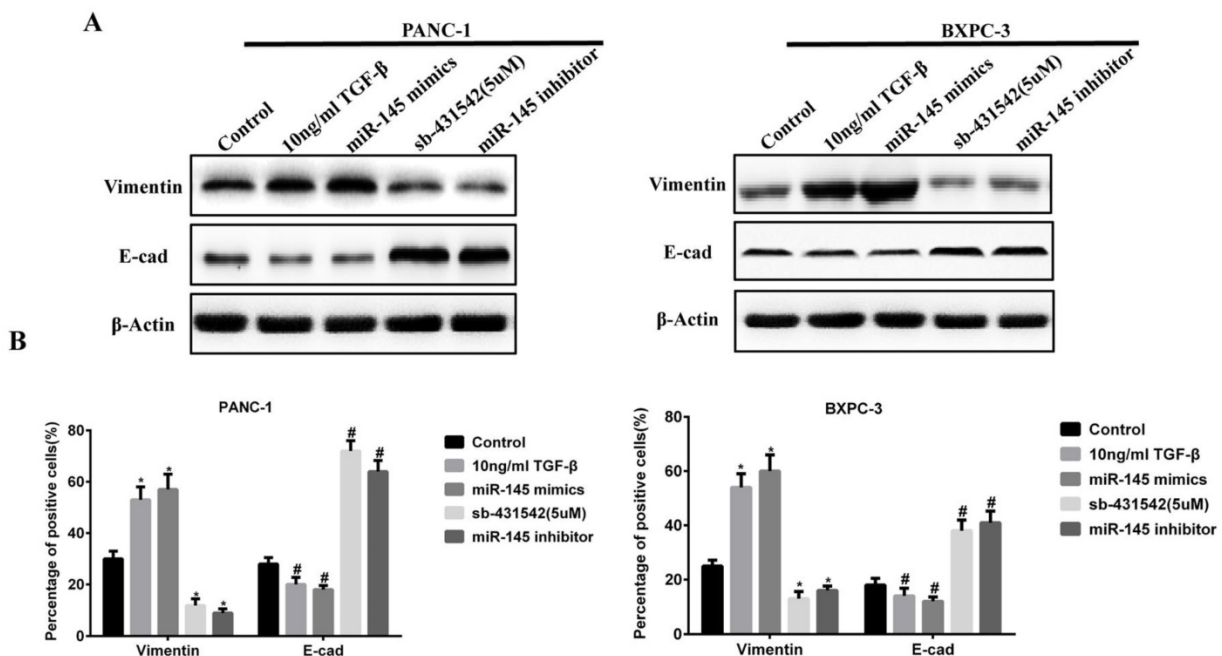 A
PANC-1
Control
10ng/ml TGF-β
miR-145 mimics
sb-431542(5uM)
miR-145 inhibitor
Vimentin
E-cad
β-Actin
BXPC-3
Control
10ng/ml TGF-β
miR-145 mimics
sb-431542(5uM)
miR-145 inhibitor
Vimentin
E-cad
β-Actin
B
PANC-1
Percentage of positive cells(%)
80
60
40
20
0
* * * *
# # # #
Vimentin E-cad
Control
10ng/ml TGF-β
miR-145 mimics
sb-431542(5uM)
miR-145 inhibitor
BXPC-3
Percentage of positive cells(%)
80
60
40
20
0
* * * *
# # # #
Vimentin E-cad
Control
10ng/ml TGF-β
miR-145 mimics
sb-431542(5uM)
miR-145 inhibitor